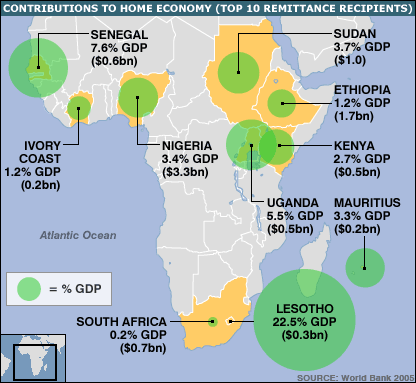 CONTRIBUTIONS TO HOME ECONOMY (TOP 10 REMITTANCE RECIPIENTS)
SENEGAL
7.6% GDP
($0.6bn)
SUDAN
3.7% GDP
($1.0)
ETHIOPIA
1.2% GDP
(1.7bn)
IVORY
COAST
1.2% GDP
(0.2bn)
NIGERIA
3.4% GDP
($3.3bn)
KENYA
2.7% GDP
($0.5bn)
UGANDA
5.5% GDP
($0.5bn)
MAURITIUS
3.3% GDP
($0.2bn)
Atlantic Ocean
= % GDP
SOUTH AFRICA
0.2% GDP
($0.7bn)
LESOTHO
22.5% GDP
($0.3bn)
SOURCE: World Bank 2005